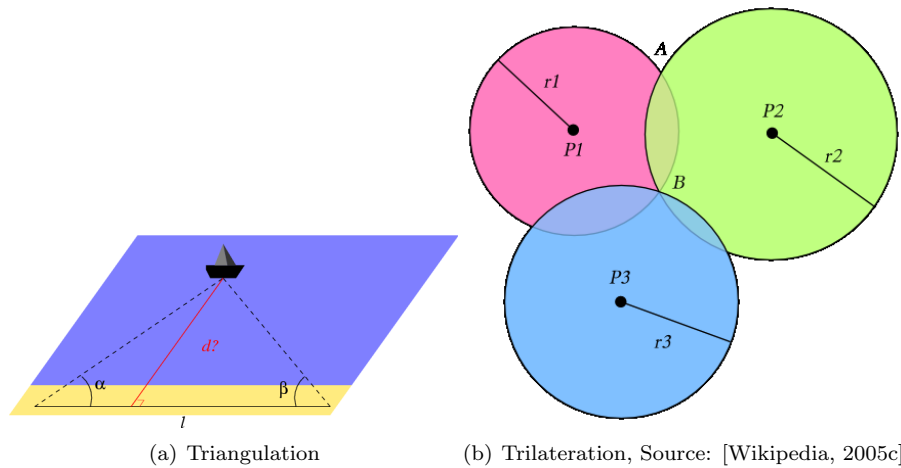 A
r1
P2
P1
r2
B
P3
d?
r3
α
β
l
(a) Triangulation
(b) Trilateration, Source: [Wikipedia, 2005c]